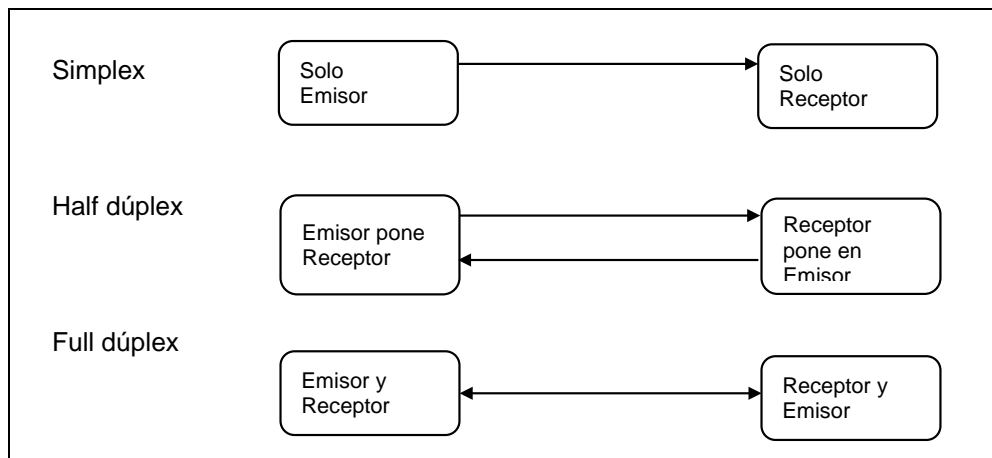 Simplex
Solo
Emisor
Solo
Receptor
Half dúplex
Emisor pone
Receptor
Receptor
pone en
Emisor
Full dúplex
Emisor y
Receptor
Receptor y
Emisor